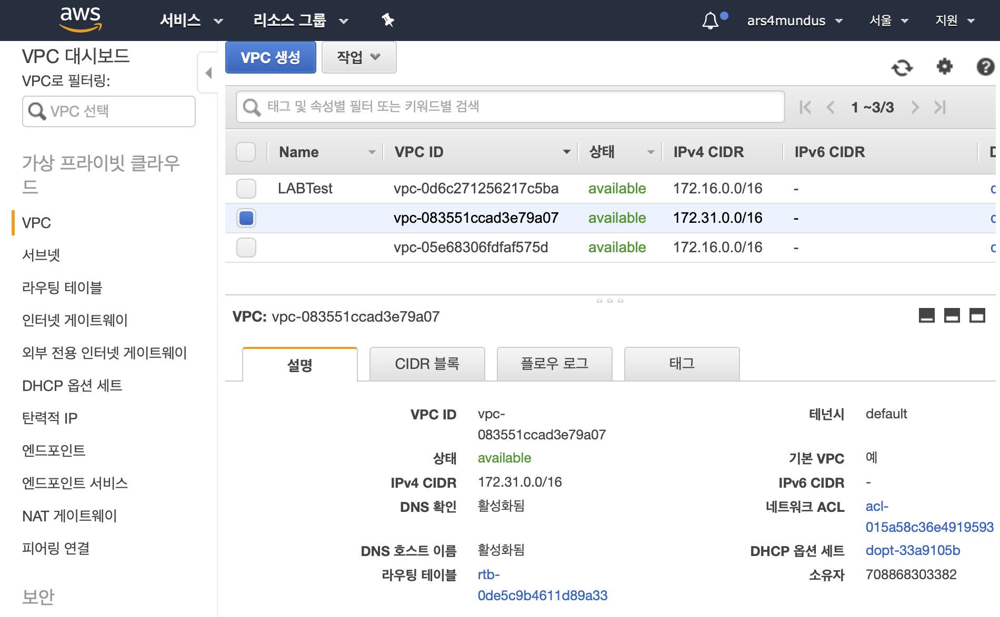 aws 서비스 리소스 그룹 ars4mundus 서울 지원
VPC 대시보드
VPC로 필터링:
VPC 선택
가상 프라이빗 클라우
드
VPC
서브넷
라우팅 테이블
인터넷 게이트웨이
외부 전용 인터넷 게이트웨이
DHCP 옵션 세트
탄력적 IP
엔드포인트
엔드포인트 서비스
NAT 게이트웨이
피어링 연결
보안
VPC 생성 작업
태그 및 속성별 필터 또는 키워드별 검색 1 ~3/3
Name VPC ID 상태 IPv4 CIDR IPv6 CIDR
LABTest vpc-0d6c271256217c5ba available 172.16.0.0/16 -
vpc-083551ccad3e79a07 available 172.31.0.0/16 -
vpc-05e68306fdfaf575d available 172.16.0.0/16 -
VPC: vpc-083551ccad3e79a07
설명 CIDR 블록 플로우 로그 태그
VPC ID vpc- 테넌시 default
083551ccad3e79a07
상태 available 기본 VPC 예
IPv4 CIDR 172.31.0.0/16 IPv6 CIDR -
DNS 확인 활성화됨 네트워크 ACL acl-
015a58c36e4919593
DNS 호스트 이름 활성화됨 DHCP 옵션 세트 dopt-33a9105b
라우팅 테이블 rtb- 소유자 708868303382
0de5c9b4611d89a33